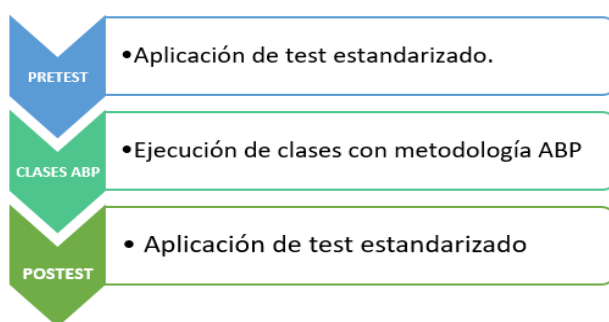 PRETEST
•Aplicación de test estandarizado.
CLASES ABP
•Ejecución de clases con metodología ABP
POSTEST
• Aplicación de test estandarizado